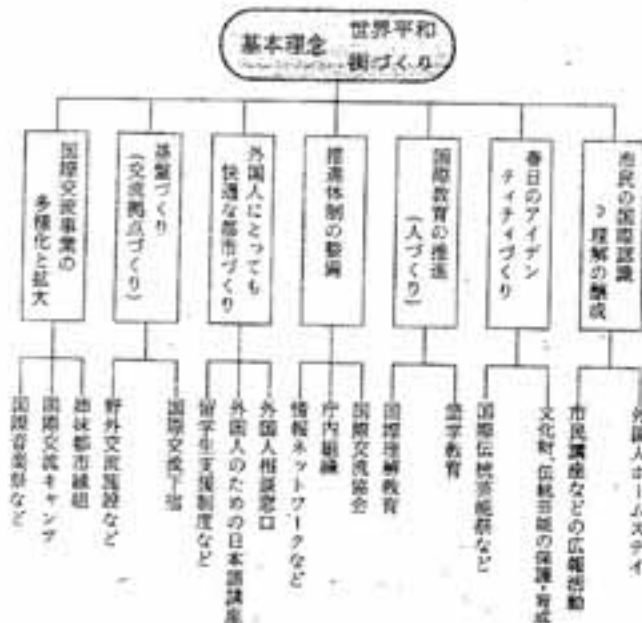 基本理念
世界平和
街づくり
市民の国際認識
理解の醸成
春日のアイデン
ティティづくり
国際教育の推進
(人づくり)
推進体制の整備
外国人にとっても
快適な都市づくり
基盤づくり
(交流拠点づくり)
国際交流事業の
多様化と拡大
外国人ホームステイ
市民講座などの広報活動
文化町、伝統芸能の保護・育成
国際伝統芸能祭など
語学教育
国際理解教育
国際交流協会
庁内組織
情報ネットワークなど
外国人相談窓口
外国人のための日本語講座
留学生支援制度など
国際交流下宿
野外交流施設など
姉妹都市縁組
国際交流キャンプ
国際音楽祭など